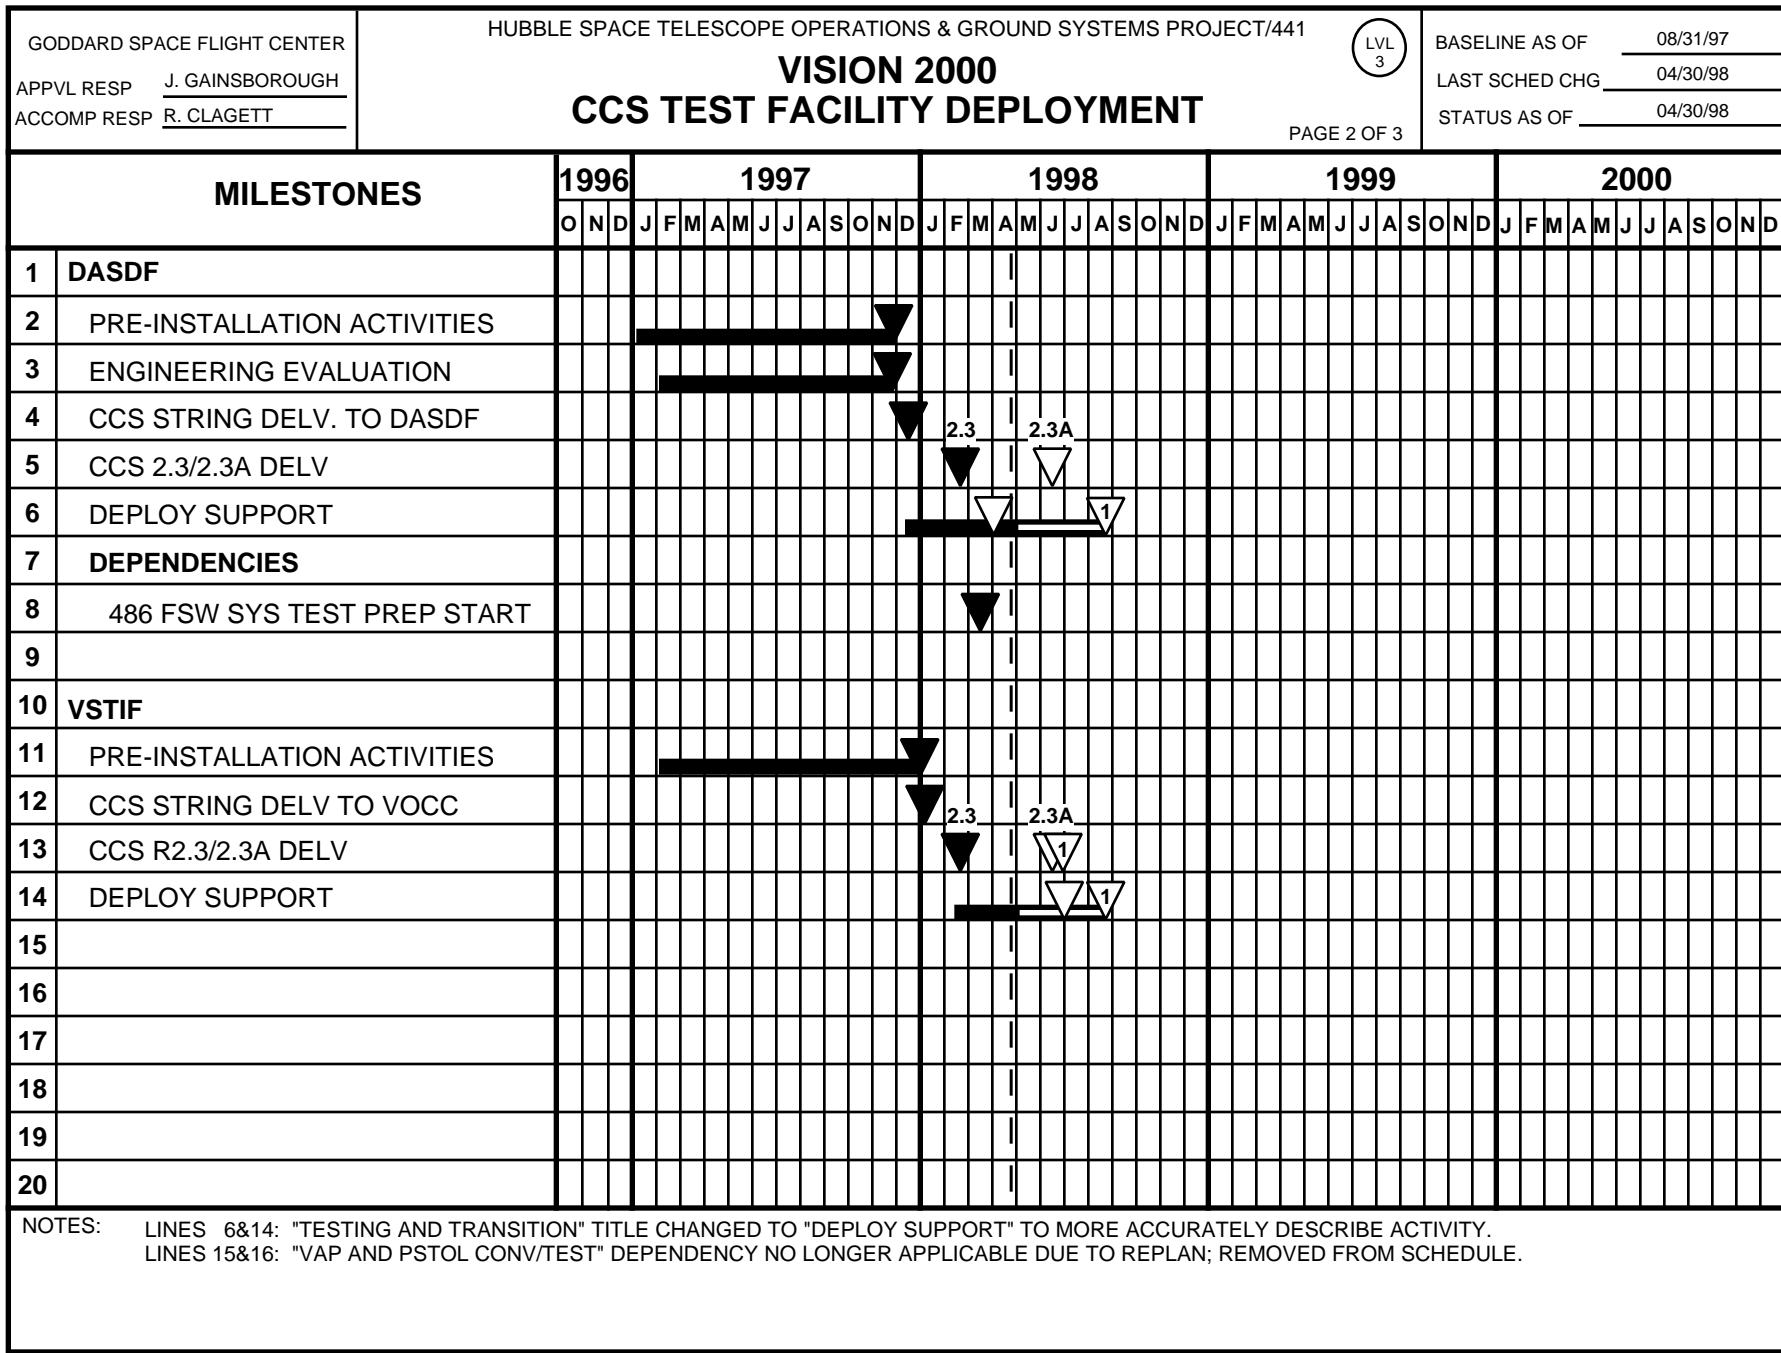 GODDARD SPACE FLIGHT CENTER
APPVL RESP J. GAINSBOROUGH
ACCOMP RESP R. CLAGETT
HUBBLE SPACE TELESCOPE OPERATIONS & GROUND SYSTEMS PROJECT/441
VISION 2000
CCS TEST FACILITY DEPLOYMENT
LVL
3
PAGE 2 OF 3
BASELINE AS OF 08/31/97
LAST SCHED CHG 04/30/98
STATUS AS OF 04/30/98
MILESTONES
1996 1997 1998 1999 2000
O N D J F M A M J J A S O N D J F M A M J J A S O N D J F M A M J J A S O N D J F M A M J J A S O N D
1 DASDF
2 PRE-INSTALLATION ACTIVITIES
3 ENGINEERING EVALUATION
4 CCS STRING DELV. TO DASDF
2.3 2.3A
5 CCS 2.3/2.3A DELV
6 DEPLOY SUPPORT 1
7 DEPENDENCIES
8 486 FSW SYS TEST PREP START
9
10 VSTIF
11 PRE-INSTALLATION ACTIVITIES
12 CCS STRING DELV TO VOCC
2.3 2.3A
13 CCS R2.3/2.3A DELV 1
14 DEPLOY SUPPORT 1
15
16
17
18
19
20
NOTES: LINES 6&14: "TESTING AND TRANSITION" TITLE CHANGED TO "DEPLOY SUPPORT" TO MORE ACCURATELY DESCRIBE ACTIVITY.
LINES 15&16: "VAP AND PSTOL CONV/TEST" DEPENDENCY NO LONGER APPLICABLE DUE TO REPLAN; REMOVED FROM SCHEDULE.